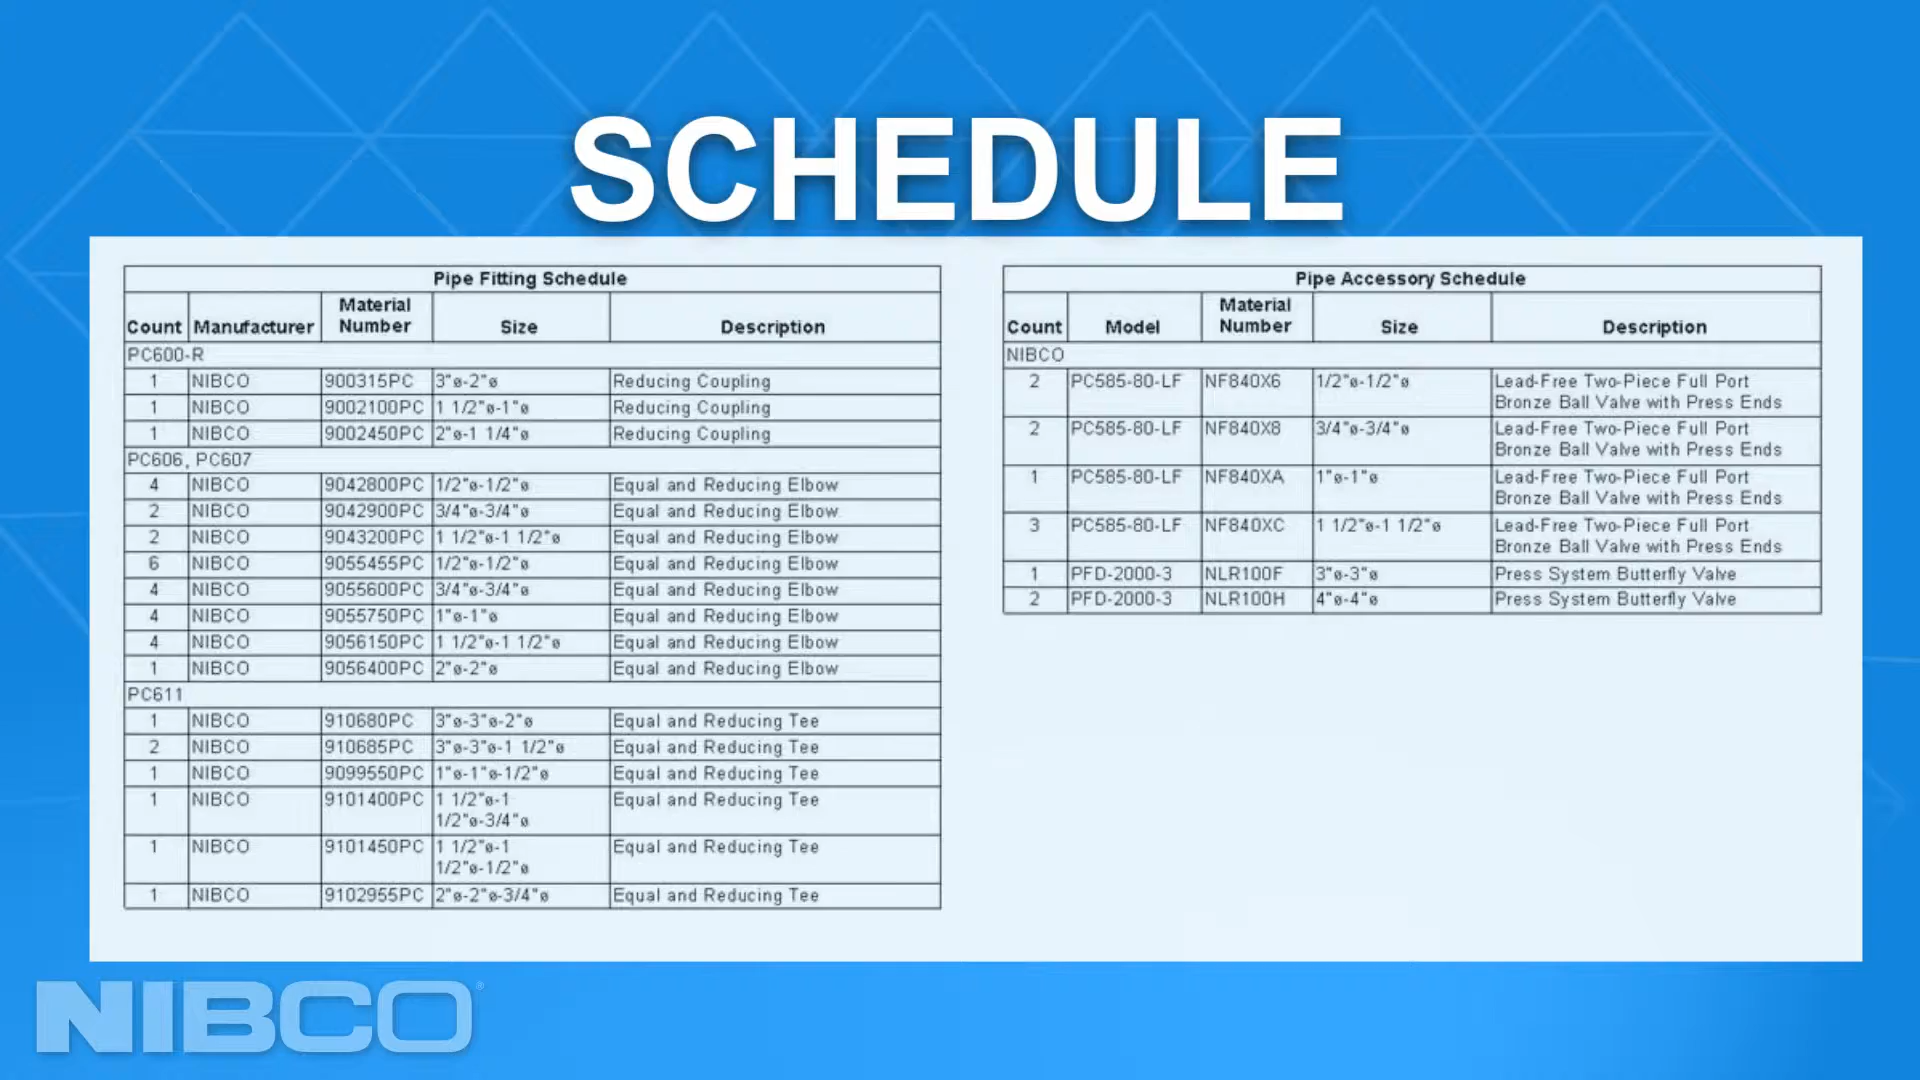 SCHEDULE
Pipe Fitting Schedule
Count Manufacturer Material Number Size Description
PC600-R
1 NIBCO 900315PC 3"ø-2"ø Reducing Coupling
1 NIBCO 9002100PC 1 1/2"ø-1"ø Reducing Coupling
1 NIBCO 9002450PC 2"ø-1 1/4"ø Reducing Coupling
PC606, PC607
4 NIBCO 9042800PC 1/2"ø-1/2"ø Equal and Reducing Elbow
2 NIBCO 9042900PC 3/4"ø-3/4"ø Equal and Reducing Elbow
2 NIBCO 9043200PC 1 1/2"ø-1 1/2"ø Equal and Reducing Elbow
6 NIBCO 9055455PC 1/2"ø-1/2"ø Equal and Reducing Elbow
4 NIBCO 9055600PC 3/4"ø-3/4"ø Equal and Reducing Elbow
4 NIBCO 9055750PC 1"ø-1"ø Equal and Reducing Elbow
4 NIBCO 9056150PC 1 1/2"ø-1 1/2"ø Equal and Reducing Elbow
1 NIBCO 9056400PC 2"ø-2"ø Equal and Reducing Elbow
PC611
1 NIBCO 910680PC 3"ø-3"ø-2"ø Equal and Reducing Tee
2 NIBCO 910685PC 3"ø-3"ø-1 1/2"ø Equal and Reducing Tee
1 NIBCO 9099550PC 1"ø-1"ø-1/2"ø Equal and Reducing Tee
1 NIBCO 9101400PC 1 1/2"ø-1 Equal and Reducing Tee
1/2"ø-3/4"ø
1 NIBCO 9101450PC 1 1/2"ø-1 Equal and Reducing Tee
1/2"ø-1/2"ø
1 NIBCO 9102955PC 2"ø-2"ø-3/4"ø Equal and Reducing Tee
Pipe Accessory Schedule
Count Model Material Number Size Description
NIBCO
2 PC585-80-LF NF840X6 1/2"ø-1/2"ø Lead-Free Two-Piece Full Port
Bronze Ball Valve with Press Ends
2 PC585-80-LF NF840X8 3/4"ø-3/4"ø Lead-Free Two-Piece Full Port
Bronze Ball Valve with Press Ends
1 PC585-80-LF NF840XA 1"ø-1"ø Lead-Free Two-Piece Full Port
Bronze Ball Valve with Press Ends
3 PC585-80-LF NF840XC 1 1/2"ø-1 1/2"ø Lead-Free Two-Piece Full Port
Bronze Ball Valve with Press Ends
1 PFD-2000-3 NLR100F 3"ø-3"ø Press System Butterfly Valve
2 PFD-2000-3 NLR100H 4"ø-4"ø Press System Butterfly Valve
NIBCO®